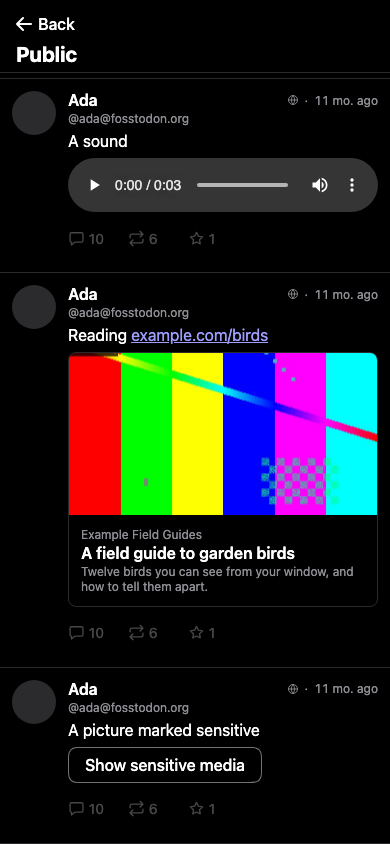 Back
Public
Ada
11 mo. ago
@ada@fosstodon.org
A sound
0:00 / 0:03
10 6 1
Ada
11 mo. ago
@ada@fosstodon.org
Reading example.com/birds
Example Field Guides
A field guide to garden birds
Twelve birds you can see from your window, and
how to tell them apart.
10 6 1
Ada
11 mo. ago
@ada@fosstodon.org
A picture marked sensitive
Show sensitive media
10 6 1